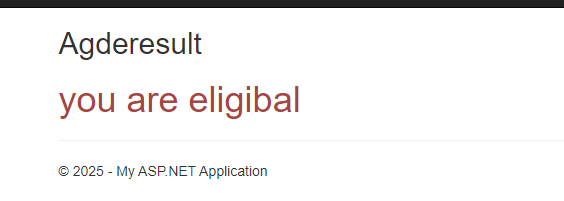 Agderesult
you are eligibal
© 2025 - My ASP.NET Application